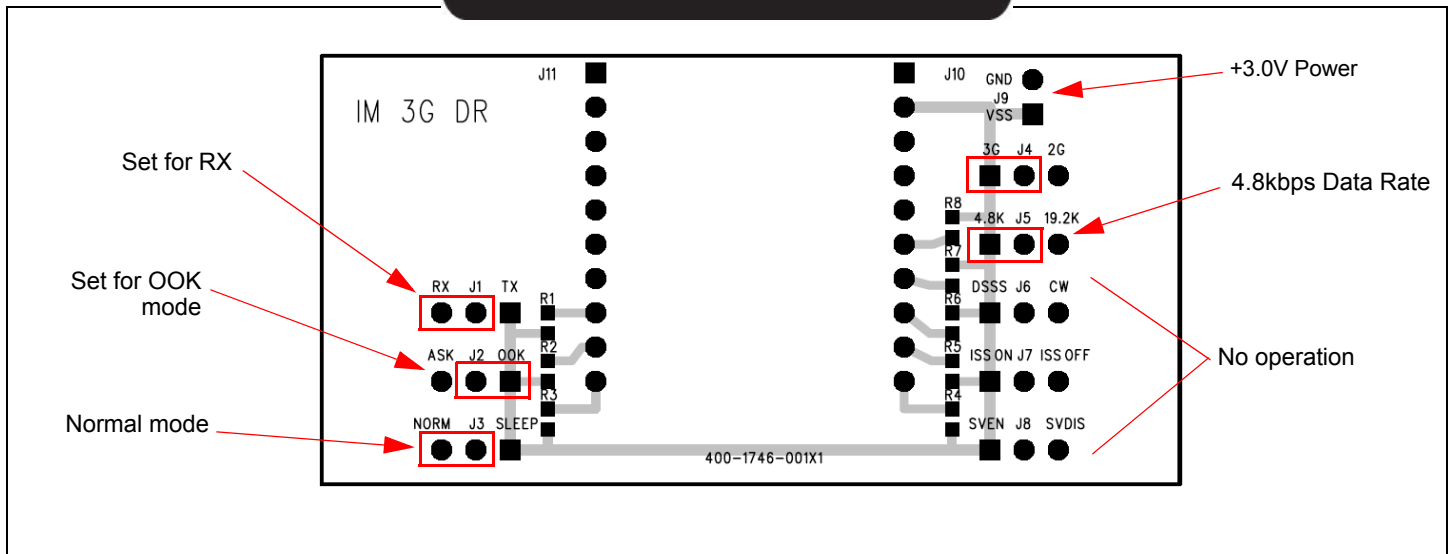 J11
J10
GND
J9
VSS
+3.0V Power
IM 3G DR
3G J4 2G
Set for RX
4.8kbps Data Rate
R8
4.8K J5 19.2K
R7
Set for OOK
mode
RX J1 TX
R1
DSSS J6 CW
R6
ASK J2 OOK
R2
R5
ISS ON J7 ISS OFF
No operation
Normal mode
R3
R4
NORM J3 SLEEP
SVEN J8 SVDIS
400-1746-001X1